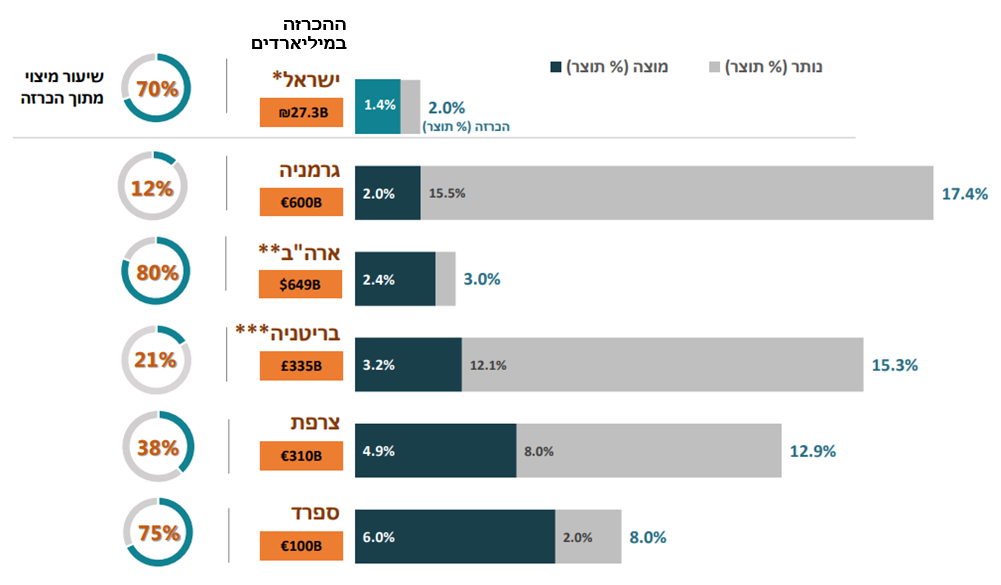 ההכרזה
במיליארדים
מוצה (% תוצר)
נותר (% תוצר)
שיעור מיצוי
מתוך הכרזה
70%
ישראל*
₪27.3B
1.4%
2.0%
הכרזה (% תוצר)
12%
גרמניה
€600B
2.0%
15.5%
17.4%
80%
ארה"ב**
$649B
2.4%
3.0%
21%
בריטניה***
£335B
3.2%
12.1%
15.3%
38%
צרפת
€310B
4.9%
8.0%
12.9%
75%
ספרד
€100B
6.0%
2.0%
8.0%